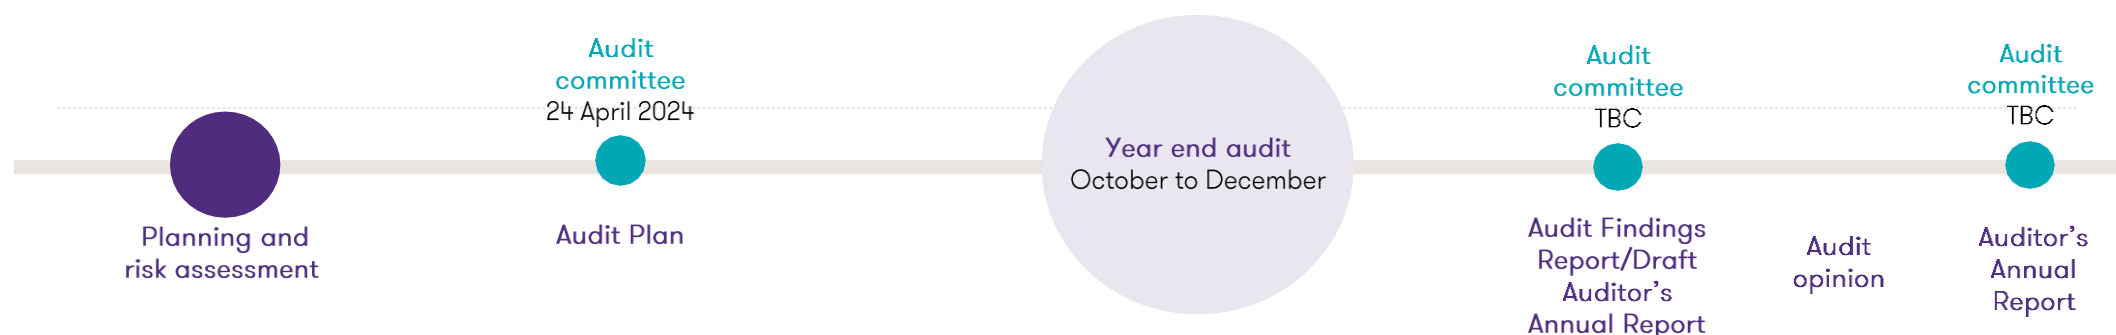 Planning and
risk assessment
Audit
committee
24 April 2024
Audit Plan
Year end audit
October to December
Audit
committee
TBC
Audit Findings
Report/Draft
Auditor's
Annual Report
Audit
opinion
Audit
committee
TBC
Auditor's
Annual
Report